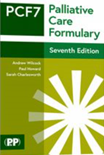 PCF7
Palliative
Care
Formulary
Seventh Edition
Andrew Wilcock
Paul Howard
Sarah Charlesworth
PP